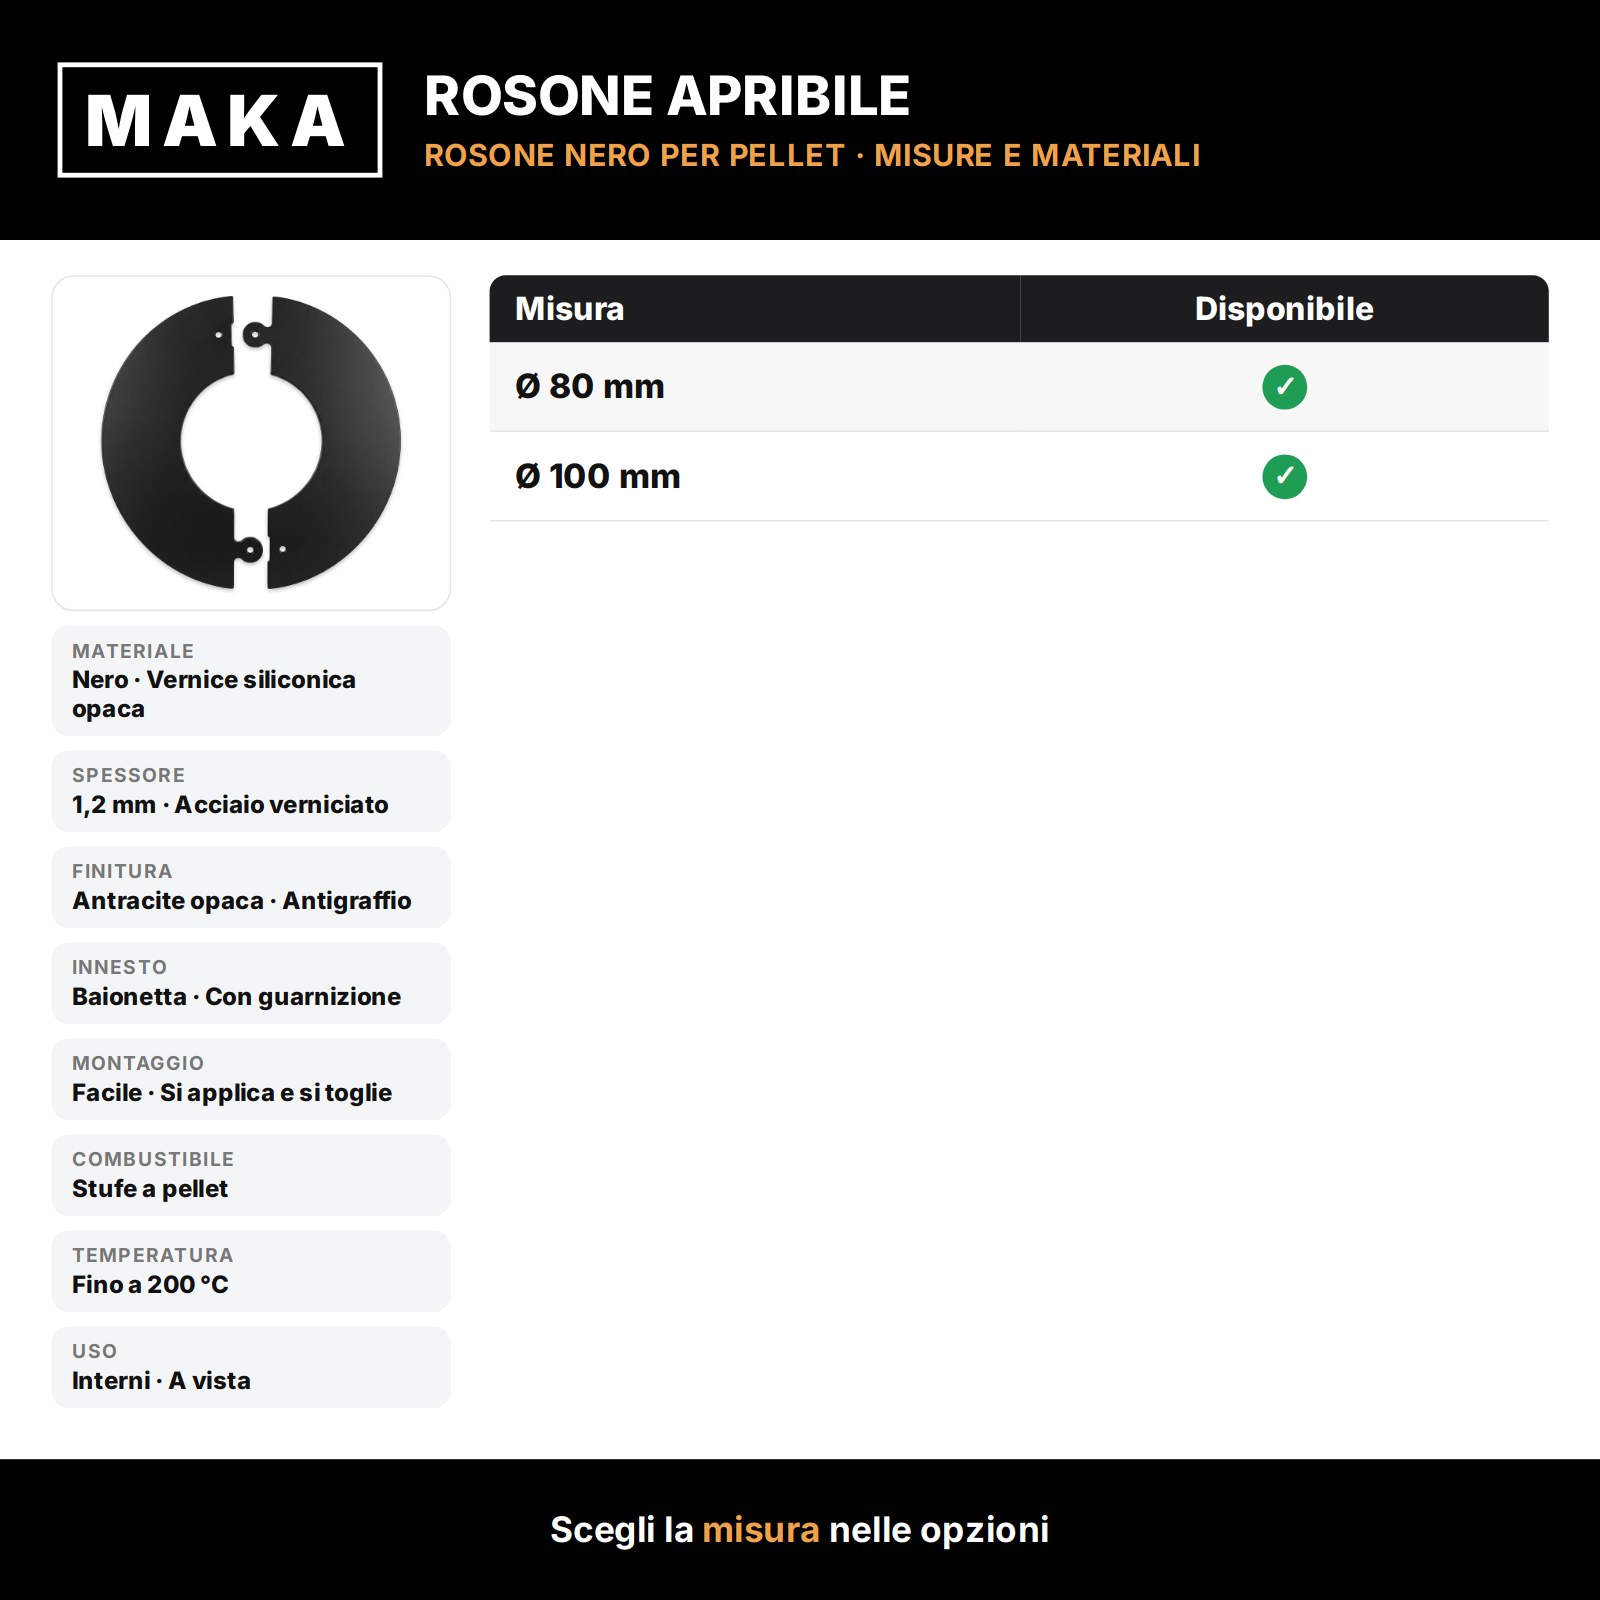 MAKA
ROSONE APRIBILE
ROSONE NERO PER PELLET · MISURE E MATERIALI
Misura Disponibile
Ø 80 mm ✓
Ø 100 mm ✓
MATERIALE
Nero · Vernice siliconica
opaca
SPESSORE
1,2 mm · Acciaio verniciato
FINITURA
Antracite opaca · Antigraffio
INNESTO
Baionetta · Con guarnizione
MONTAGGIO
Facile · Si applica e si toglie
COMBUSTIBILE
Stufe a pellet
TEMPERATURA
Fino a 200 °C
USO
Interni · A vista
Scegli la misura nelle opzioni